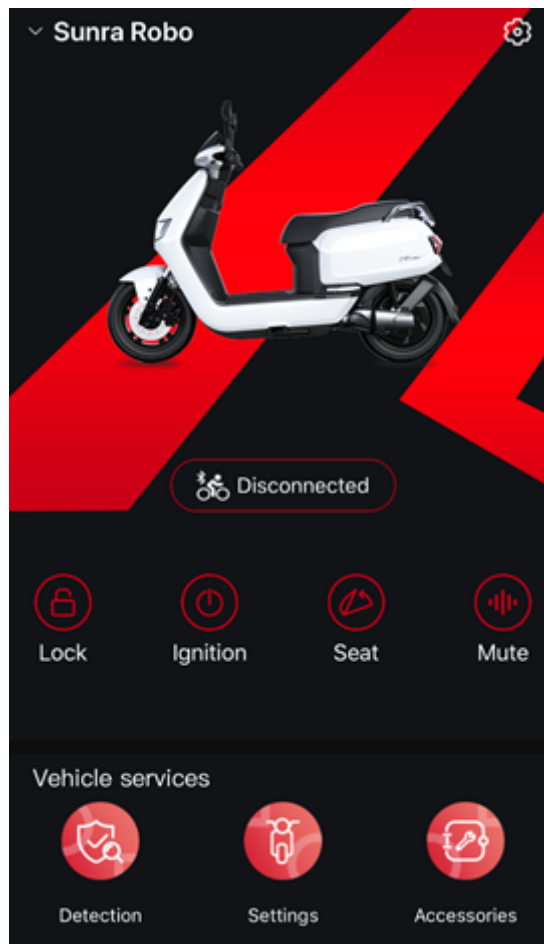 Sunra Robo
Disconnected
Lock
Ignition
Seat
Mute
Vehicle services
Detection
Settings
Accessories